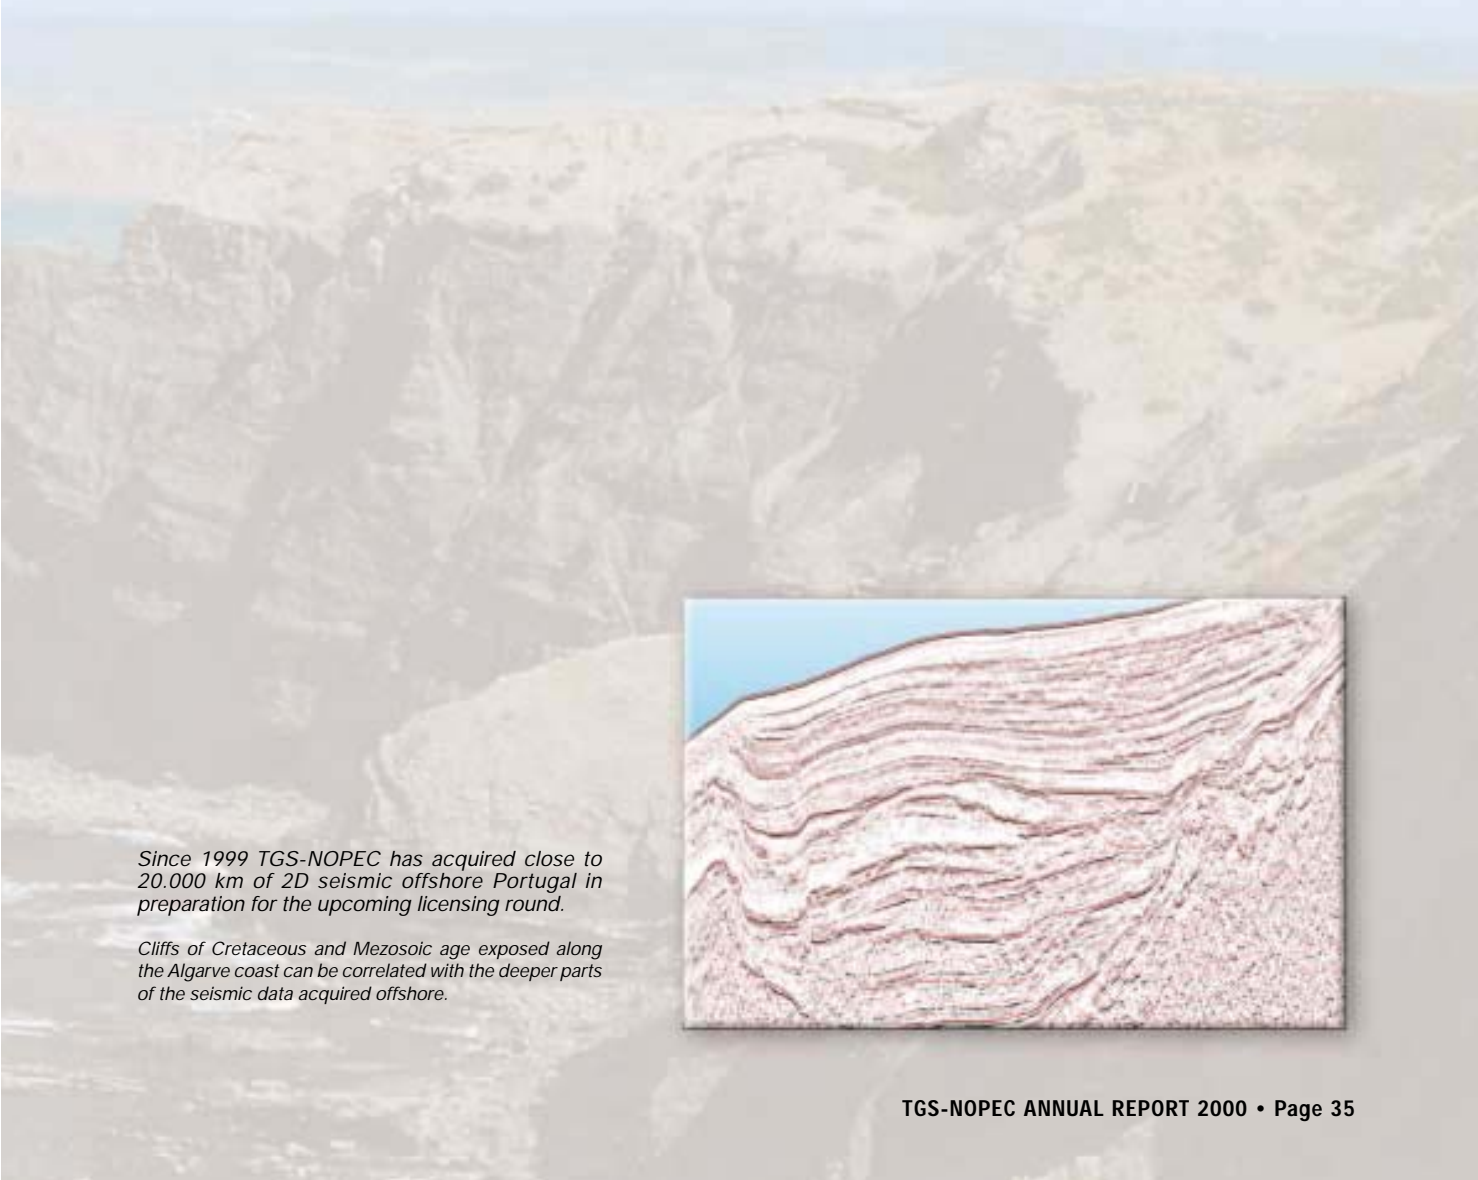 Since 1999 TGS-NOPEC has acquired close to
20.000 km of 2D seismic offshore Portugal in
preparation for the upcoming licensing round.
Cliffs of Cretaceous and Mezosoic age exposed along
the Algarve coast can be correlated with the deeper parts
of the seismic data acquired offshore.
TGS-NOPEC ANNUAL REPORT 2000 • Page 35